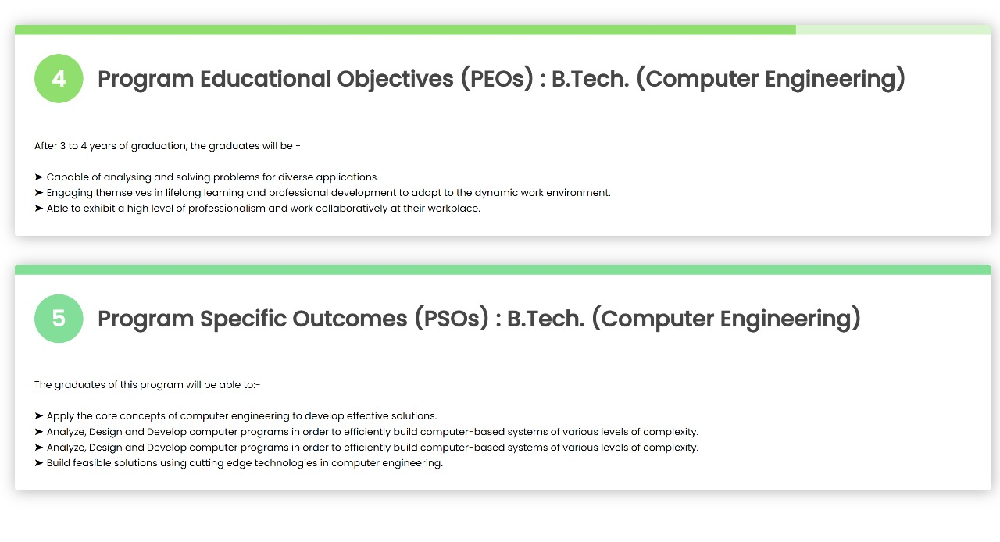 4
Program Educational Objectives (PEOs) : B.Tech. (Computer Engineering)
After 3 to 4 years of graduation, the graduates will be -
➤ Capable of analysing and solving problems for diverse applications.
➤ Engaging themselves in lifelong learning and professional development to adapt to the dynamic work environment.
➤ Able to exhibit a high level of professionalism and work collaboratively at their workplace.
5
Program Specific Outcomes (PSOs) : B.Tech. (Computer Engineering)
The graduates of this program will be able to:-
➤ Apply the core concepts of computer engineering to develop effective solutions.
➤ Analyze, Design and Develop computer programs in order to efficiently build computer-based systems of various levels of complexity.
➤ Analyze, Design and Develop computer programs in order to efficiently build computer-based systems of various levels of complexity.
➤ Build feasible solutions using cutting edge technologies in computer engineering.